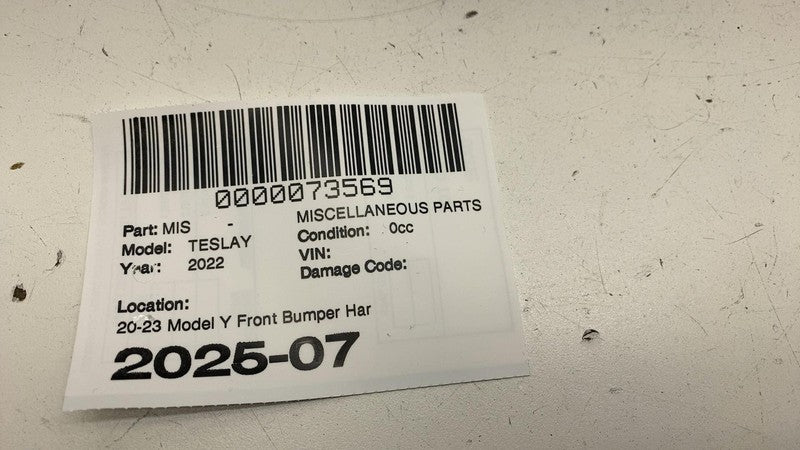 0000073569
Part: MIS - MISCELLANEOUS PARTS
Model: TESLAY Condition: 0cc
Year: 2022 VIN:
Damage Code:
Location:
20-23 Model Y Front Bumper Har
2025-07